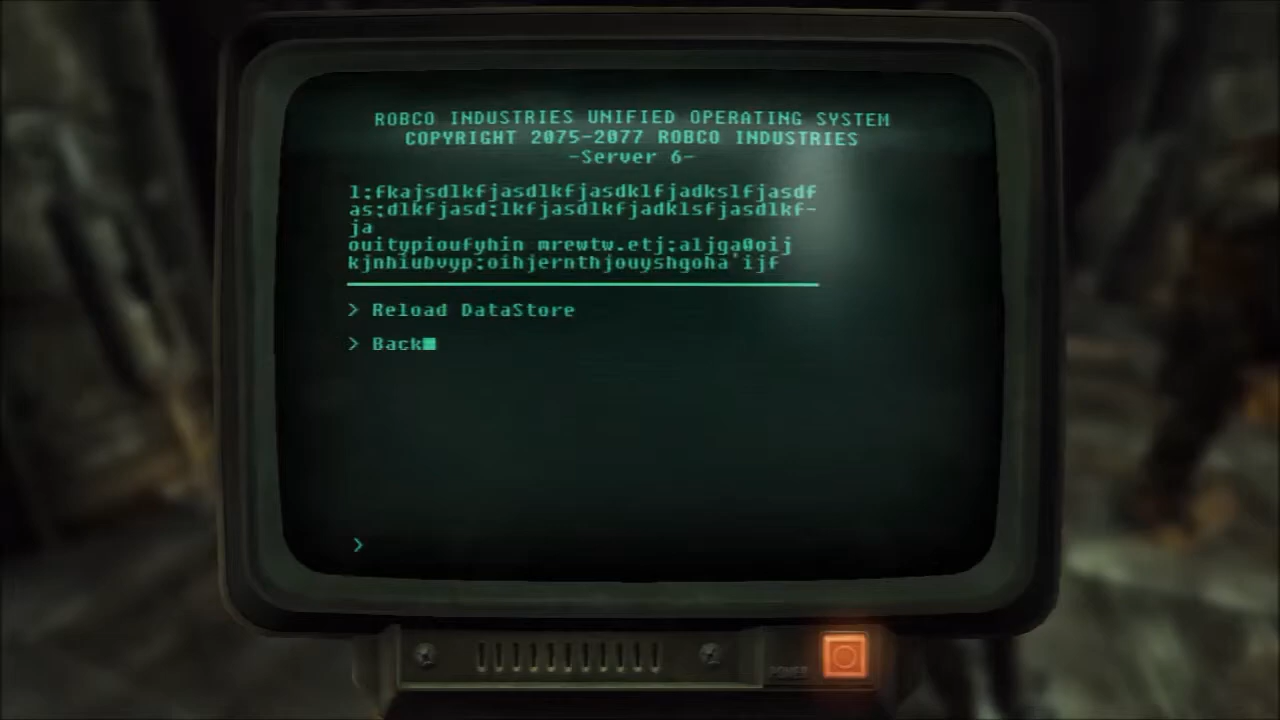 ROBCO INDUSTRIES UNIFIED OPERATING SYSTEM
COPYRIGHT 2075-2077 ROBCO INDUSTRIES
-Server 6-
l;fkajsdlkfjasdlkfjasdklfjadkslfjasdf
as;dlkfjasd;lkfjasdlkfjadklsfjasdlkf-
ja
ouitypioufyhin mrewtw.etj;aljga0oij
kjnhiubvyp;oihjernthjouyshgoha'ijf
> Reload DataStore
> Back
>
POWER